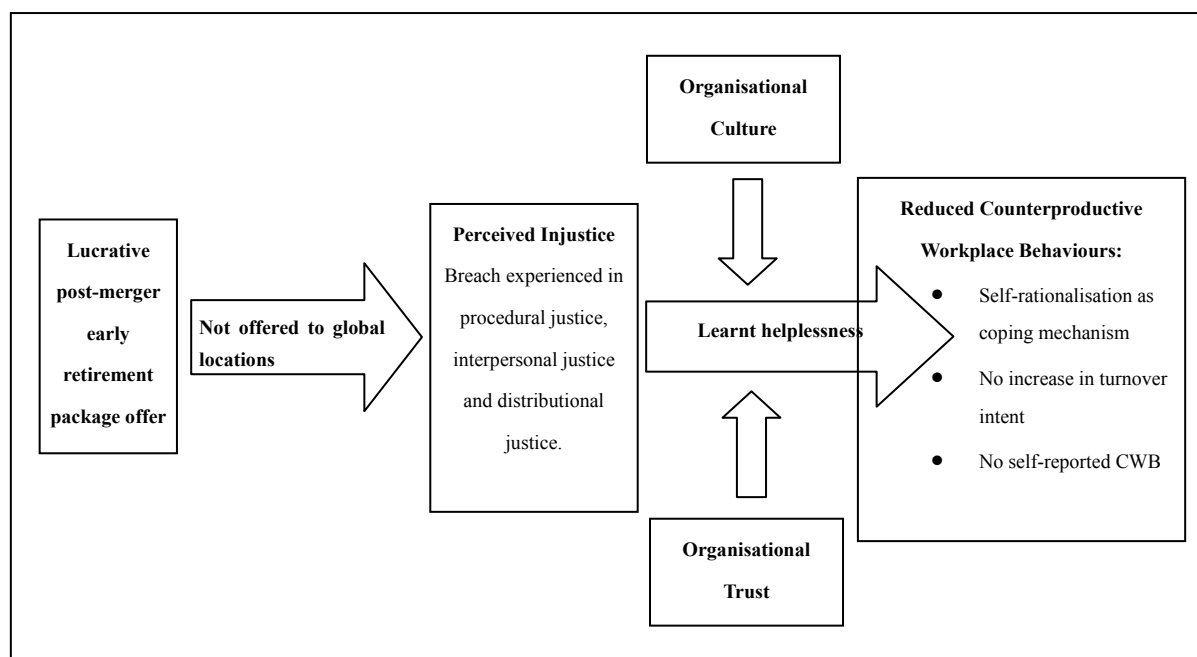 Lucrative
post-merger
early
retirement
package offer
Not offered to global
locations
Perceived Injustice
Breach experienced in
procedural justice,
interpersonal justice
and distributional
justice.
Organisational
Culture
Learnt helplessness
Organisational
Trust
Reduced Counterproductive
Workplace Behaviours:
● Self-rationalisation as
coping mechanism
● No increase in turnover
intent
● No self-reported CWB